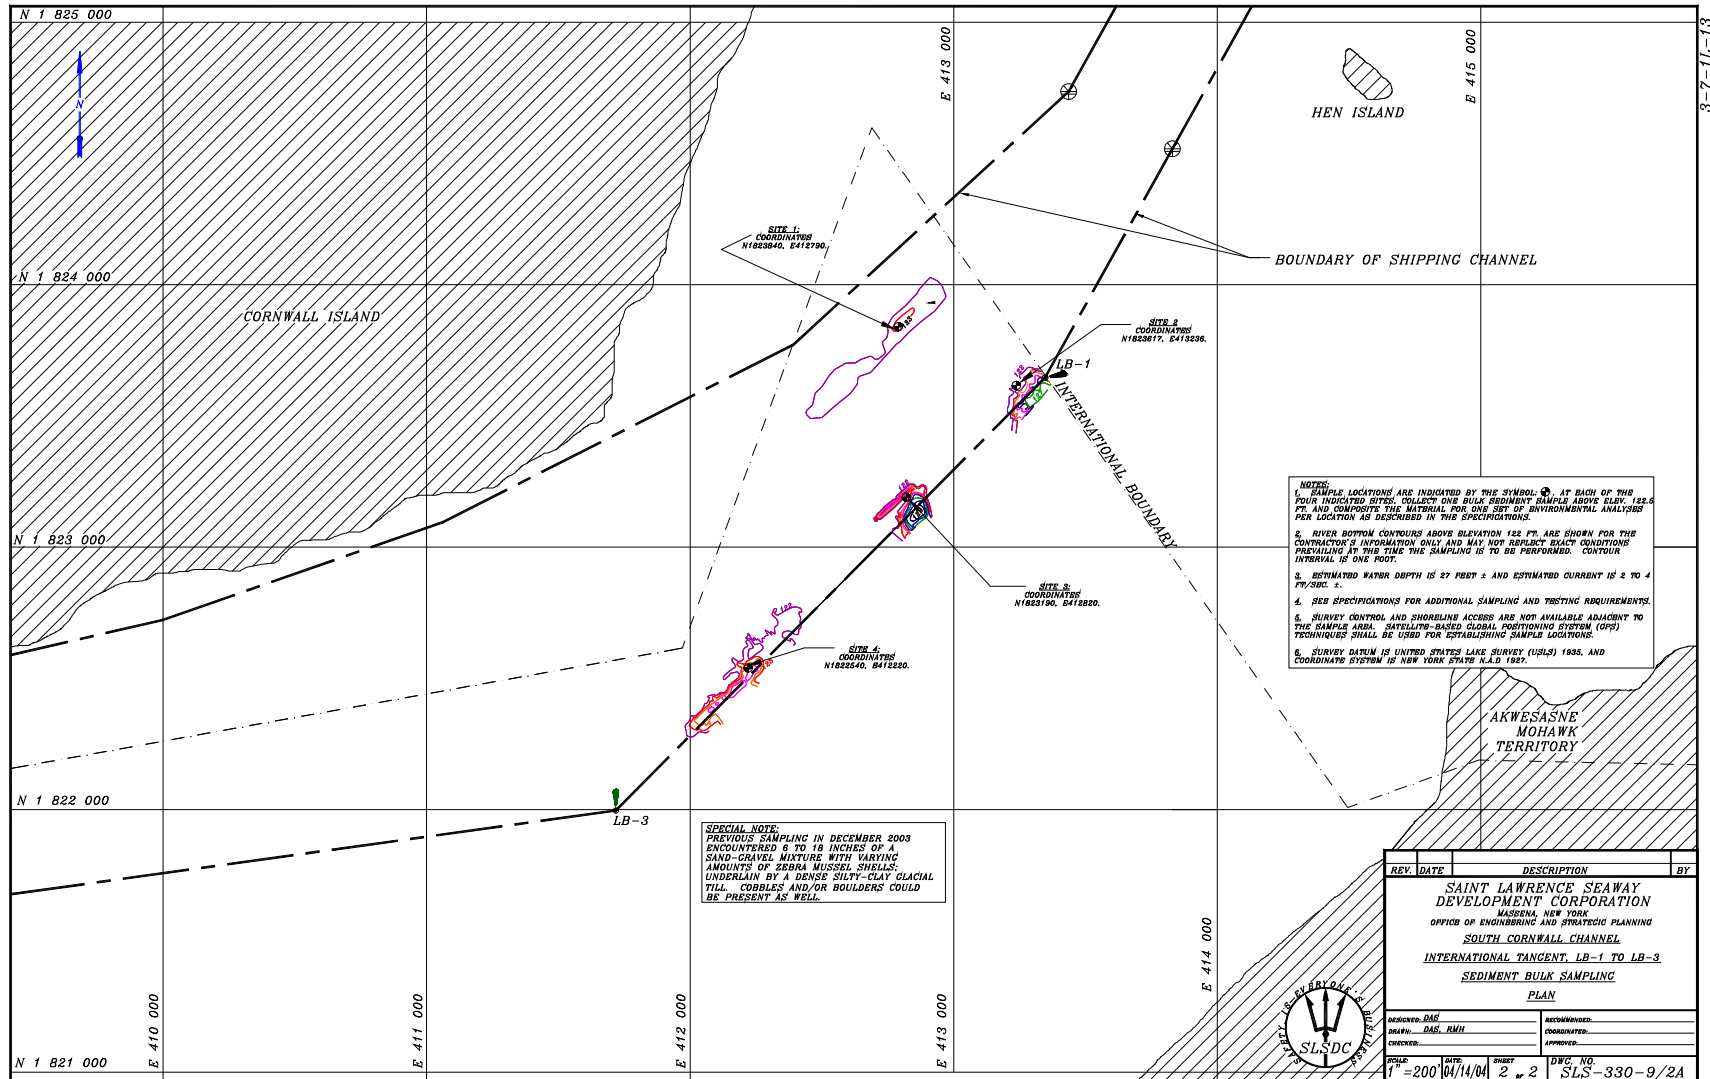 N 1 825 000
E 413 000
E 415 000
3-7-1L-13
N
HEN ISLAND
SITE 1:
COORDINATES
N1823840, E412790.
BOUNDARY OF SHIPPING CHANNEL
N 1 824 000
CORNWALL ISLAND
123
SITE 2
COORDINATES
N1823617, E413236.
LB-1
122
127
INTERNATIONAL BOUNDARY
122
NOTES:
1. SAMPLE LOCATIONS ARE INDICATED BY THE SYMBOL: , AT EACH OF THE
FOUR INDICATED SITES, COLLECT ONE BULK SEDIMENT SAMPLE ABOVE ELEV. 122.5
FT. AND COMPOSITE THE MATERIAL FOR ONE SET OF ENVIRONMENTAL ANALYSES
PER LOCATION AS DESCRIBED IN THE SPECIFICATIONS.
2. RIVER BOTTOM CONTOURS ABOVE ELEVATION 122 FT. ARE SHOWN FOR THE
CONTRACTOR'S INFORMATION ONLY AND MAY NOT REFLECT EXACT CONDITIONS
PREVAILING AT THE TIME THE SAMPLING IS TO BE PERFORMED. CONTOUR
INTERVAL IS ONE FOOT.
3. ESTIMATED WATER DEPTH IS 27 FEET ± AND ESTIMATED CURRENT IS 2 TO 4
FT/SEC. ±.
4. SEE SPECIFICATIONS FOR ADDITIONAL SAMPLING AND TESTING REQUIREMENTS.
5. SURVEY CONTROL AND SHORELINE ACCESS ARE NOT AVAILABLE ADJACENT TO
THE SAMPLE AREA. SATELLITE-BASED GLOBAL POSITIONING SYSTEM (GPS)
TECHNIQUES SHALL BE USED FOR ESTABLISHING SAMPLE LOCATIONS.
6. SURVEY DATUM IS UNITED STATES LAKE SURVEY (USLS) 1935, AND
COORDINATE SYSTEM IS NEW YORK STATE N.A.D 1927.
N 1 823 000
SITE 3:
COORDINATES
N1823190, E412820.
122
SITE 4:
COORDINATES
N1822540, E412220.
AKWESASNE
MOHAWK
TERRITORY
N 1 822 000
LB-3
SPECIAL NOTE:
PREVIOUS SAMPLING IN DECEMBER 2003
ENCOUNTERED 6 TO 18 INCHES OF A
SAND-GRAVEL MIXTURE WITH VARYING
AMOUNTS OF ZEBRA MUSSEL SHELLS;
UNDERLAIN BY A DENSE SILTY-CLAY GLACIAL
TILL. COBBLES AND/OR BOULDERS COULD
BE PRESENT AS WELL.
REV. DATE DESCRIPTION BY
SAINT LAWRENCE SEAWAY
DEVELOPMENT CORPORATION
MASSENA, NEW YORK
OFFICE OF ENGINEERING AND STRATEGIC PLANNING
SOUTH CORNWALL CHANNEL
INTERNATIONAL TANGENT, LB-1 TO LB-3
SEDIMENT BULK SAMPLING
PLAN
DESIGNED: DAS RECOMMENDED:
DRAWN: DAS, RMH COORDINATED:
CHECKED: APPROVED:
SCALE: 1"=200' DATE: 04/14/04 SHEET 2 OF 2 DWG. NO. SLS-330-9/2A
SAFETY IS EVERYONE'S BUSINESS
SLSDC
E 410 000
E 411 000
E 412 000
E 413 000
E 414 000
N 1 821 000